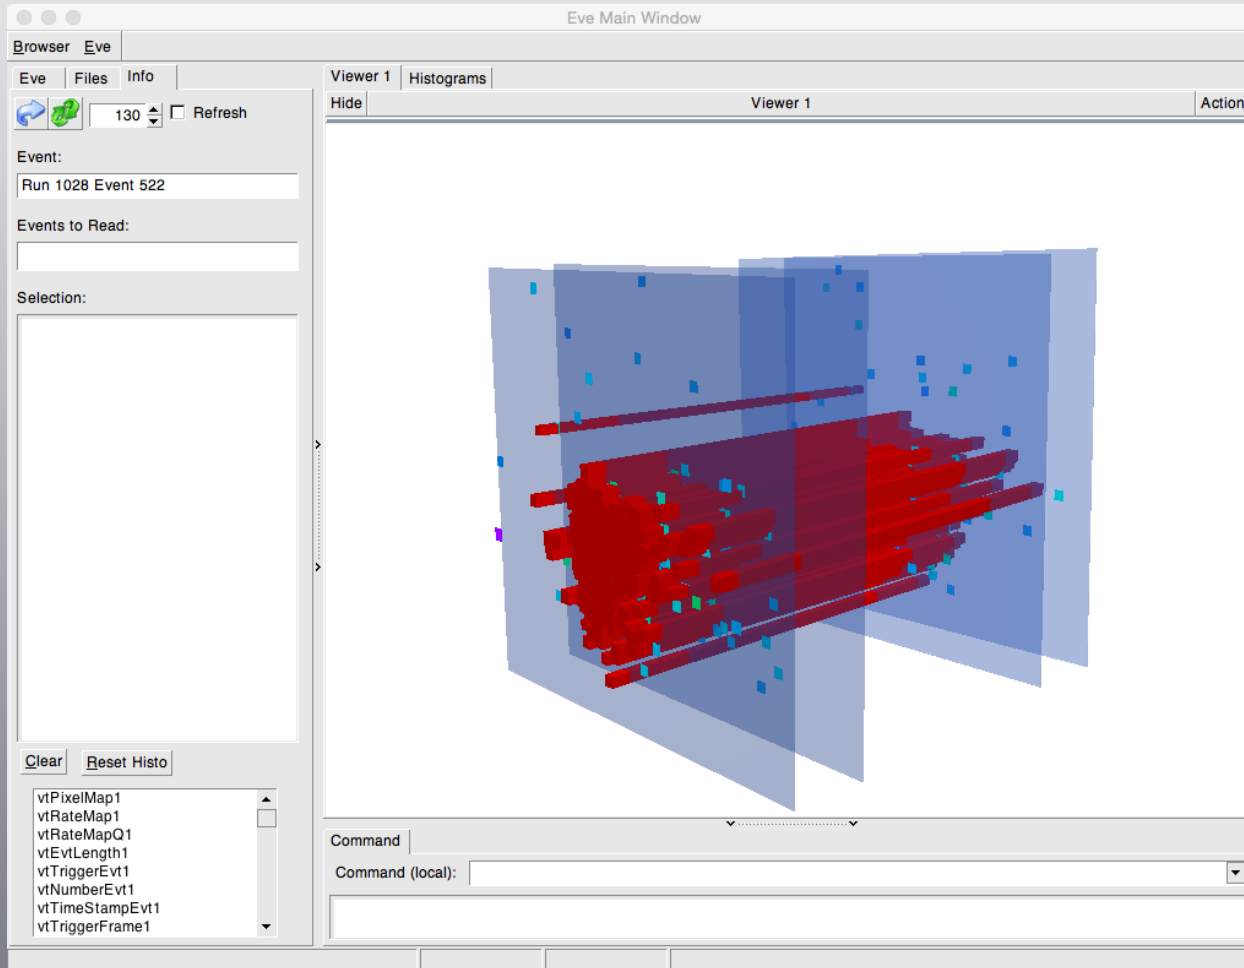 Eve Main Window
Browser Eve
Eve Files Info
Viewer 1 Histograms
Hide Viewer 1 Action
130 Refresh
Event:
Run 1028 Event 522
Events to Read:
Selection:
Clear Reset Histo
vtPixelMap1
vtRateMap1
vtRateMapQ1
vtEvtLength1
vtTriggerEvt1
vtNumberEvt1
vtTimeStampEvt1
vtTriggerFrame1
Command
Command (local):